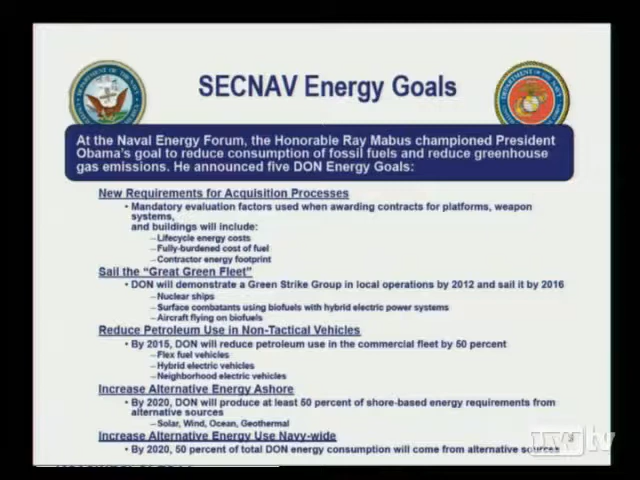 SECNAV Energy Goals
At the Naval Energy Forum, the Honorable Ray Mabus championed President
Obama's goal to reduce consumption of fossil fuels and reduce greenhouse
gas emissions. He announced five DON Energy Goals:
New Requirements for Acquisition Processes
• Mandatory evaluation factors used when awarding contracts for platforms, weapon
systems,
and buildings will include:
–Lifecycle energy costs
–Fully-burdened cost of fuel
–Contractor energy footprint
Sail the “Great Green Fleet”
• DON will demonstrate a Green Strike Group in local operations by 2012 and sail it by 2016
–Nuclear ships
–Surface combatants using biofuels with hybrid electric power systems
–Aircraft flying on biofuels
Reduce Petroleum Use in Non-Tactical Vehicles
• By 2015, DON will reduce petroleum use in the commercial fleet by 50 percent
–Flex fuel vehicles
–Hybrid electric vehicles
–Neighborhood electric vehicles
Increase Alternative Energy Ashore
• By 2020, DON will produce at least 50 percent of shore-based energy requirements from
alternative sources
–Solar, Wind, Ocean, Geothermal
Increase Alternative Energy Use Navy-wide
• By 2020, 50 percent of total DON energy consumption will come from alternative sources